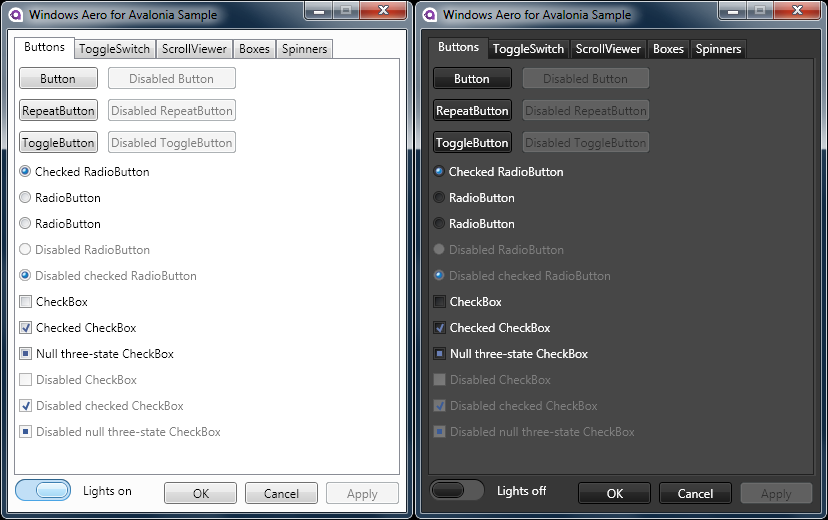 Windows Aero for Avalonia Sample
Buttons ToggleSwitch ScrollViewer Boxes Spinners
Button Disabled Button
RepeatButton Disabled RepeatButton
ToggleButton Disabled ToggleButton
Checked RadioButton
RadioButton
RadioButton
Disabled RadioButton
Disabled checked RadioButton
CheckBox
Checked CheckBox
Null three-state CheckBox
Disabled CheckBox
Disabled checked CheckBox
Disabled null three-state CheckBox
Lights on OK Cancel Apply
Windows Aero for Avalonia Sample
Buttons ToggleSwitch ScrollViewer Boxes Spinners
Button Disabled Button
RepeatButton Disabled RepeatButton
ToggleButton Disabled ToggleButton
Checked RadioButton
RadioButton
RadioButton
Disabled RadioButton
Disabled checked RadioButton
CheckBox
Checked CheckBox
Null three-state CheckBox
Disabled CheckBox
Disabled checked CheckBox
Disabled null three-state CheckBox
Lights off OK Cancel Apply